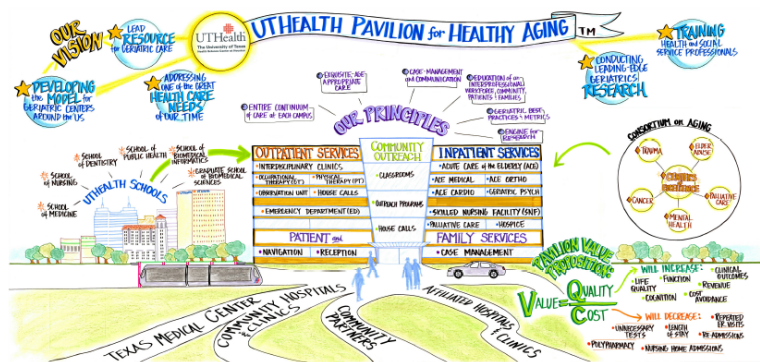 UTHEALTH PAVILION for HEALTHY AGING TM
OUR VISION
LEAD
RESOURCE
for GERIATRIC CARE
UTHealth
The University of Texas
DEVELOPING
the MODEL for
GERIATRIC CENTERS
AROUND the US
ADDRESSING
ONE of the GREAT
HEALTH CARE
NEEDS
of OUR TIME
TRAINING
HEALTH and SOCIAL
SERVICE PROFESSIONALS
CONDUCTING
LEADING-EDGE
GERIATRICS
RESEARCH
OUR PRINCIPLES
ENTIRE CONTINUUM
of CARE at EACH CAMPUS
EXQUISITE AGE
APPROPRIATE
CARE
CASE-MANAGEMENT
and COMMUNICATION
EDUCATION of an
INTERPROFESSIONAL
WORKFORCE, COMMUNITY,
PATIENTS & FAMILIES
GERIATRIC BEST
PRACTICES & METRICS
ENGINE for
RESEARCH
UTHEALTH SCHOOLS
SCHOOL
of MEDICINE
SCHOOL
of NURSING
SCHOOL
of DENTISTRY
SCHOOL of
PUBLIC HEALTH
SCHOOL of
BIOMEDICAL
INFORMATICS
GRADUATE SCHOOL
of BIOMEDICAL
SCIENCES
OUTPATIENT SERVICES
INTERDISCIPLINARY CLINICS
OCCUPATIONAL THERAPY (OT)
PHYSICAL THERAPY (PT)
OBSERVATION UNIT
HOUSE CALLS
EMERGENCY DEPARTMENT (ED)
COMMUNITY
OUTREACH
CLASSROOMS
OUTREACH PROGRAMS
HOUSE CALLS
INPATIENT SERVICES
ACUTE CARE of the ELDERLY (ACE)
ACE MEDICAL
ACE ORTHO
ACE CARDIO
GERIATRIC PSYCH
SKILLED NURSING FACILITY (SNF)
PALLIATIVE CARE
HOSPICE
PATIENT and
FAMILY SERVICES
NAVIGATION
RECEPTION
CASE MANAGEMENT
CONSORTIUM on AGING
TRAUMA
ELDER
ABUSE
CENTERS
of
EXCELLENCE
CANCER
PALLIATIVE
CARE
MENTAL
HEALTH
PAVILION VALUE
PROPOSITION:
VALUE = QUALITY
COST
WILL INCREASE:
LIFE
QUALITY
FUNCTION
CLINICAL
OUTCOMES
COGNITION
REVENUE
COST
AVOIDANCE
WILL DECREASE:
UNNECESSARY
TESTS
LENGTH
of STAY
REPEATED
ER VISITS
RE-ADMISSIONS
POLYPHARMACY
NURSING HOME ADMISSIONS
TEXAS MEDICAL CENTER
COMMUNITY HOSPITALS
& CLINICS
COMMUNITY
PARTNERS
AFFILIATED HOSPITALS
& CLINICS